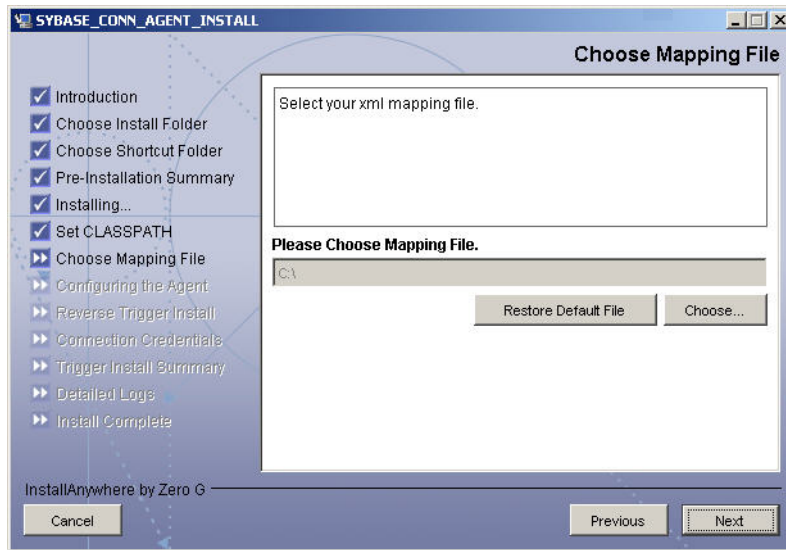 SYBASE_CONN_AGENT_INSTALL
Choose Mapping File
Introduction
Choose Install Folder
Choose Shortcut Folder
Pre-Installation Summary
Installing...
Set CLASSPATH
Choose Mapping File
Configuring the Agent
Reverse Trigger Install
Connection Credentials
Trigger Install Summary
Detailed Logs
Install Complete
Select your xml mapping file.
Please Choose Mapping File.
C:\
Restore Default File
Choose...
InstallAnywhere by Zero G
Cancel
Previous
Next